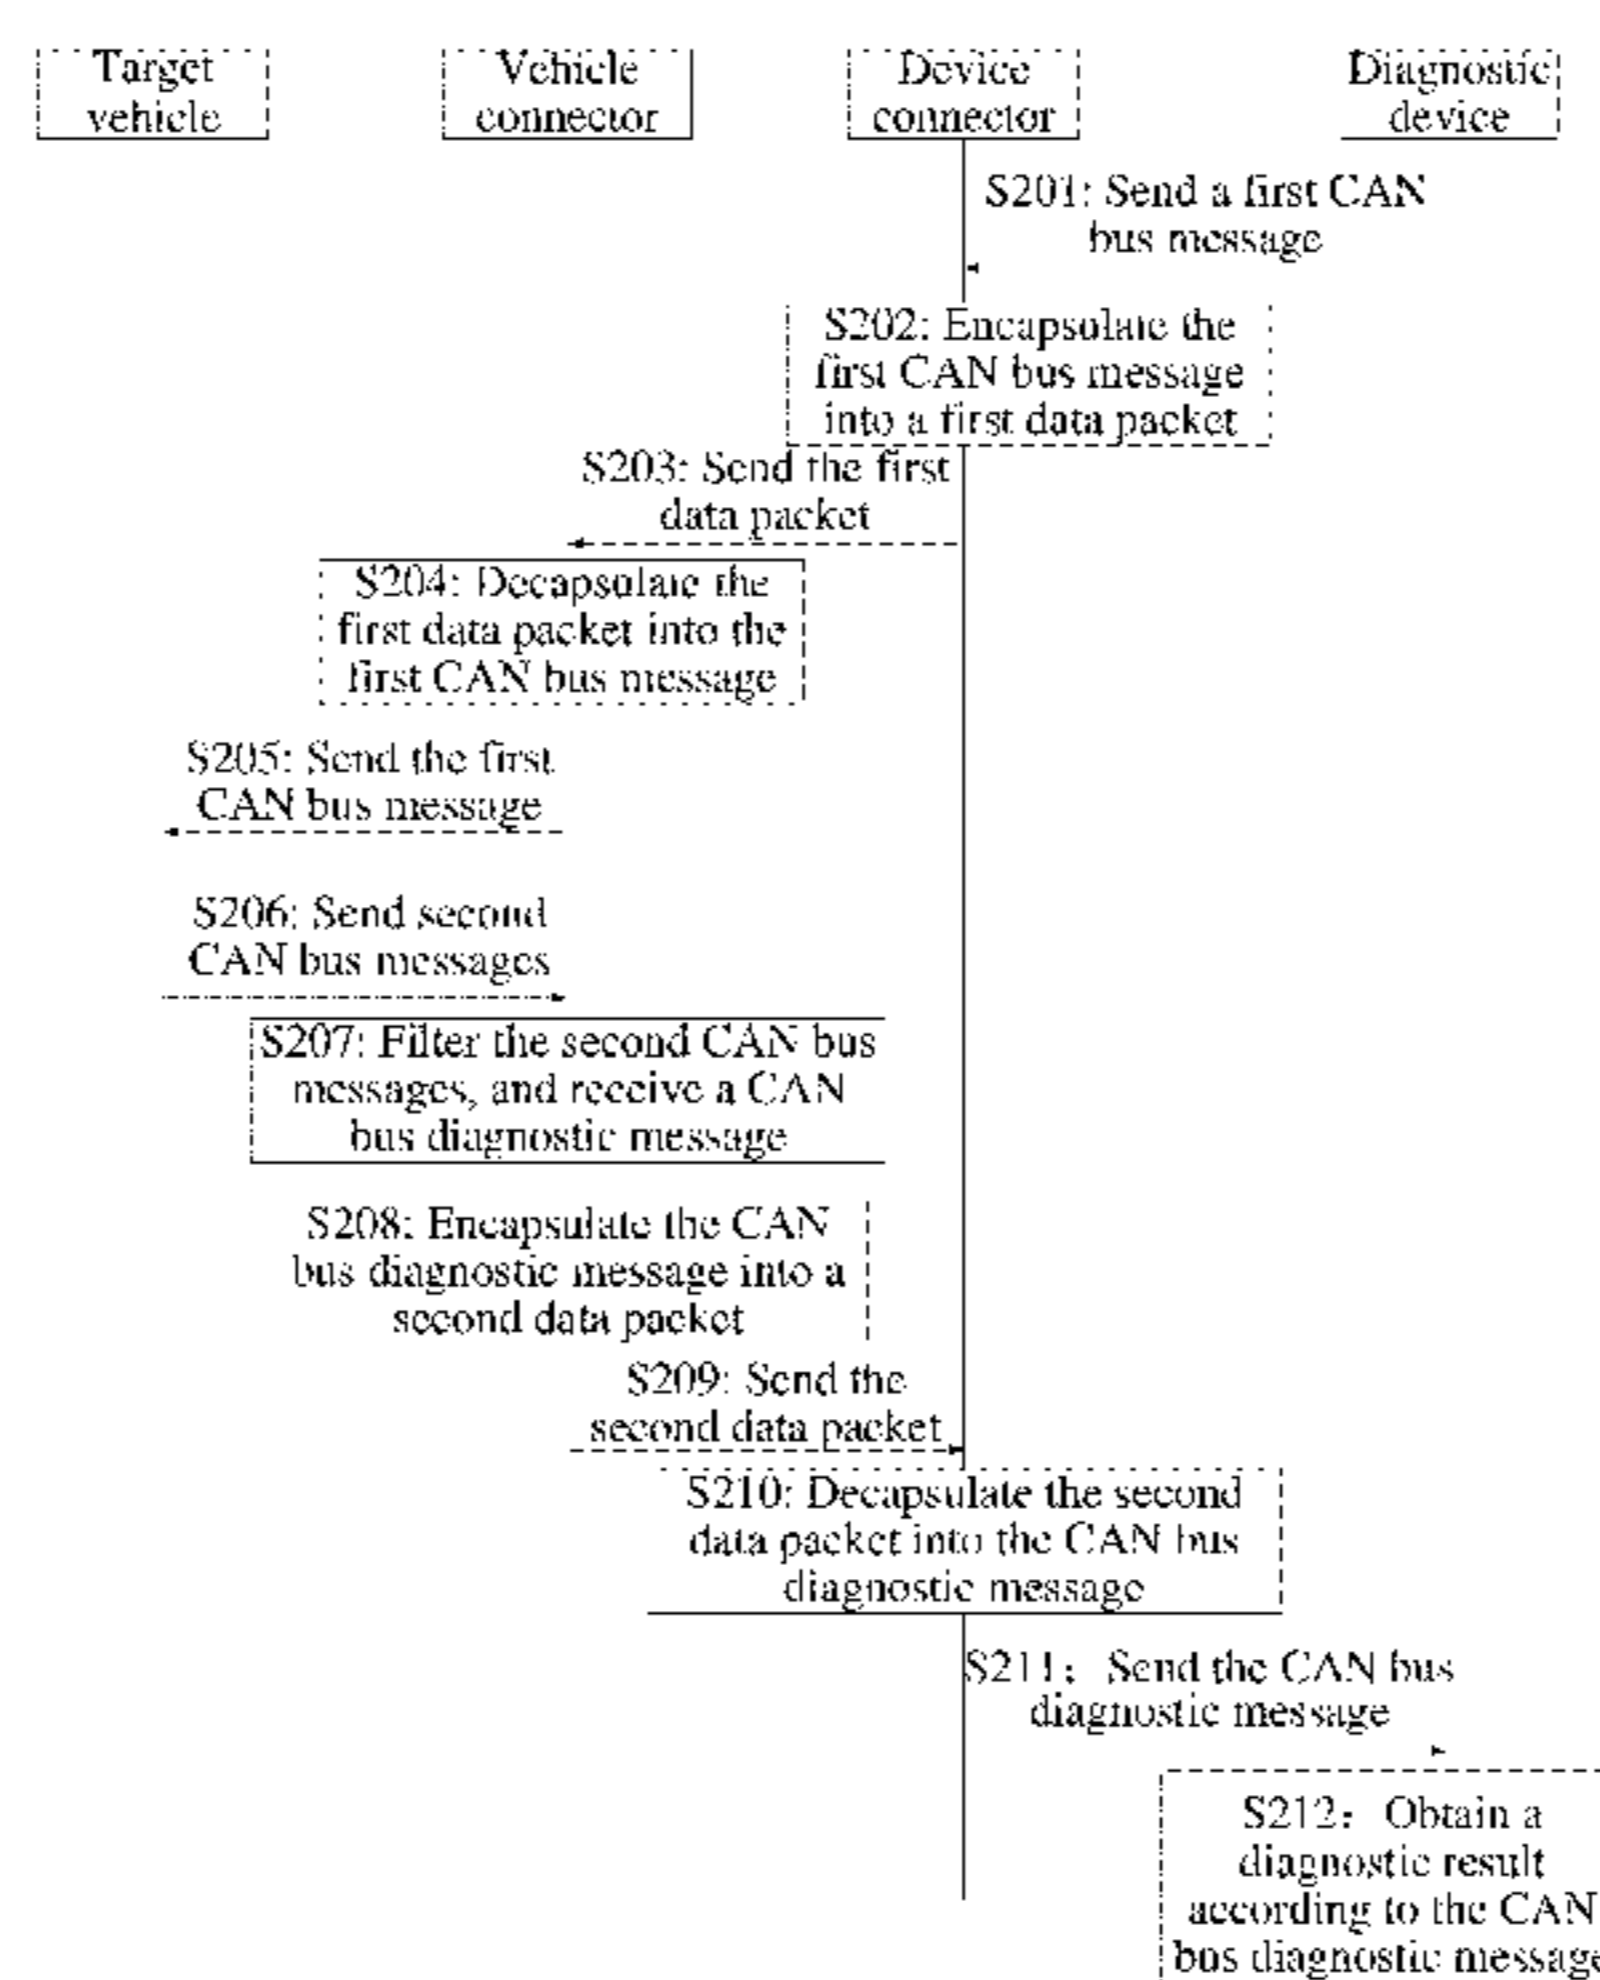 Target
vehicle
Vehicle
connector
Device
connector
Diagnostic
device
S201: Send a first CAN
bus message
S202: Encapsulate the
first CAN bus message
into a first data packet
S203: Send the first
data packet
S204: Decapsulate the
first data packet into the
first CAN bus message
S205: Send the first
CAN bus message
S206: Send second
CAN bus messages
S207: Filter the second CAN bus
messages, and receive a CAN
bus diagnostic message
S208: Encapsulate the CAN
bus diagnostic message into a
second data packet
S209: Send the
second data packet
S210: Decapsulate the second
data packet into the CAN bus
diagnostic message
S211： Send the CAN bus
diagnostic message
S212： Obtain a
diagnostic result
according to the CAN
bus diagnostic message